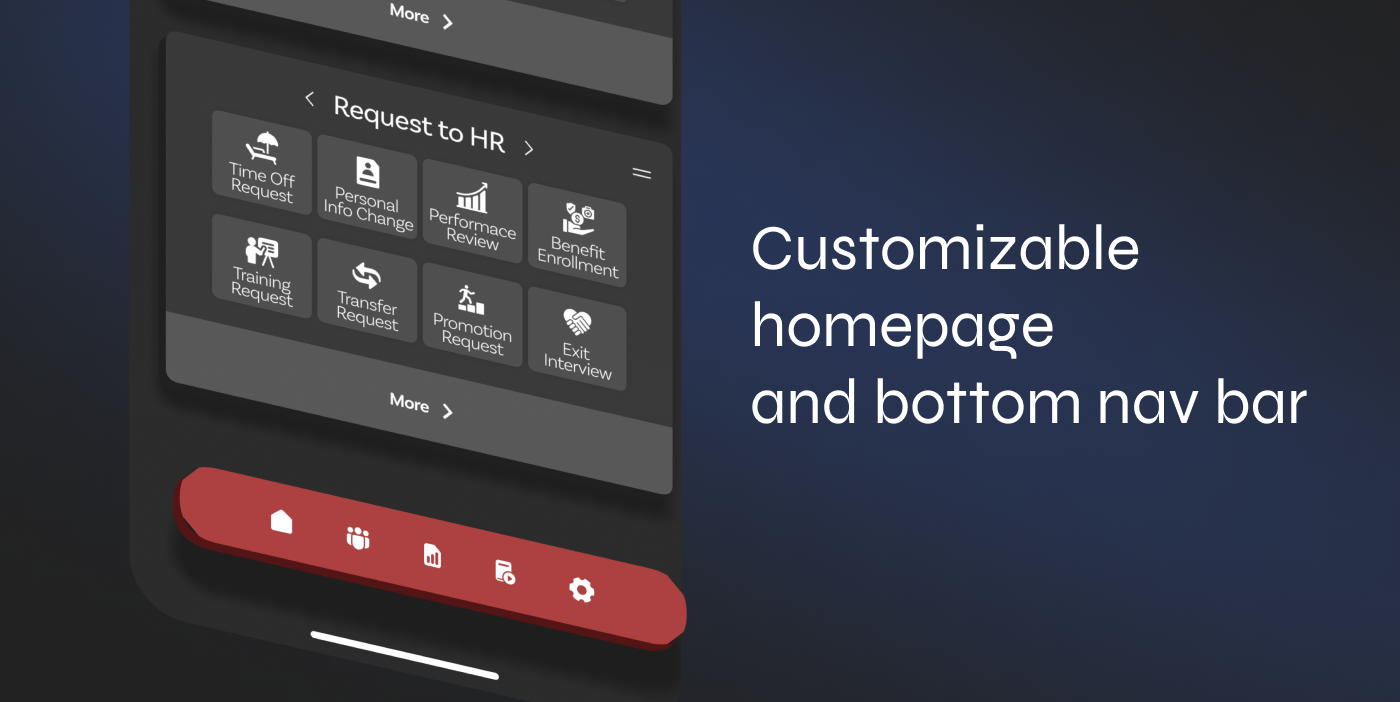 More
Request to HR
Time Off
Request
Personal
Info Change
Performace
Review
Benefit
Enrollment
Training
Request
Transfer
Request
Promotion
Request
Exit
Interview
More
Customizable
homepage
and bottom nav bar